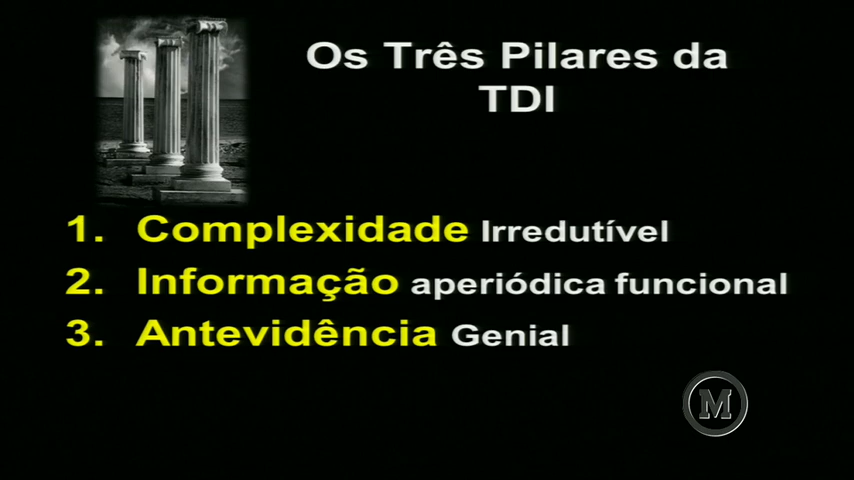 Os Três Pilares da
TDI
1. Complexidade Irredutível
2. Informação aperiódica funcional
3. Antevidência Genial
M